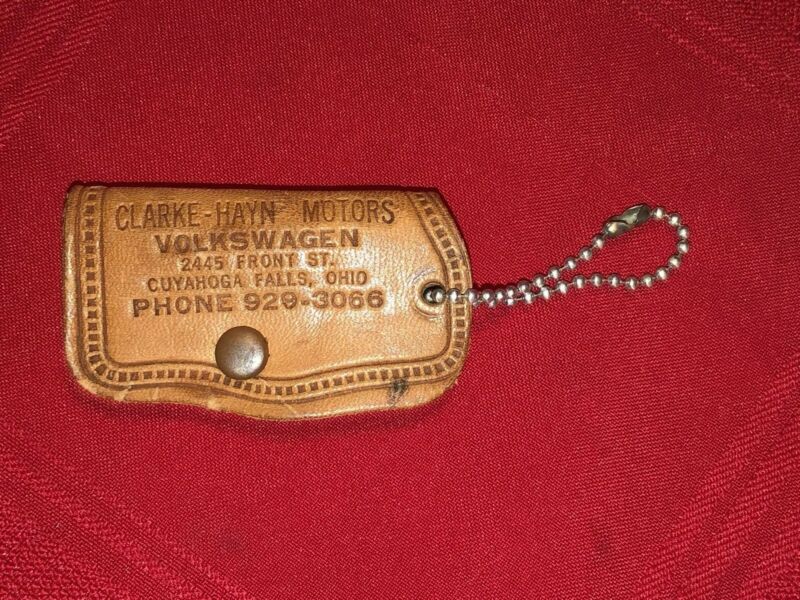 CLARKE-HAYN MOTORS
VOLKSWAGEN
2445 FRONT ST.
CUYAHOGA FALLS, OHIO
PHONE 929-3066